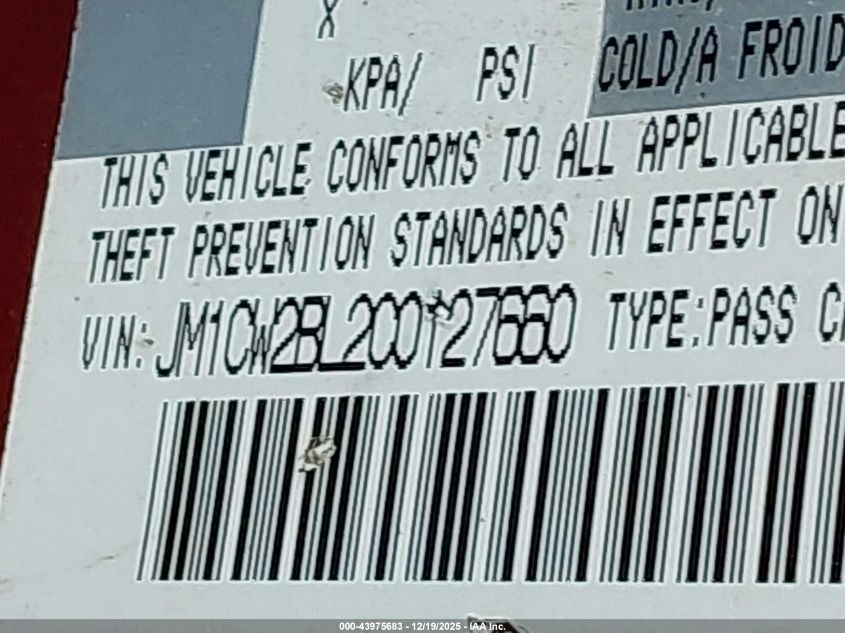 X
KPA/ PSI COLD/A FROID
THIS VEHICLE CONFORMS TO ALL APPLICABLE
THEFT PREVENTION STANDARDS IN EFFECT ON
VIN: JM1CW2BL2C0127660 TYPE:PASS
000-43975683 - 12/19/2025 - IAA Inc.